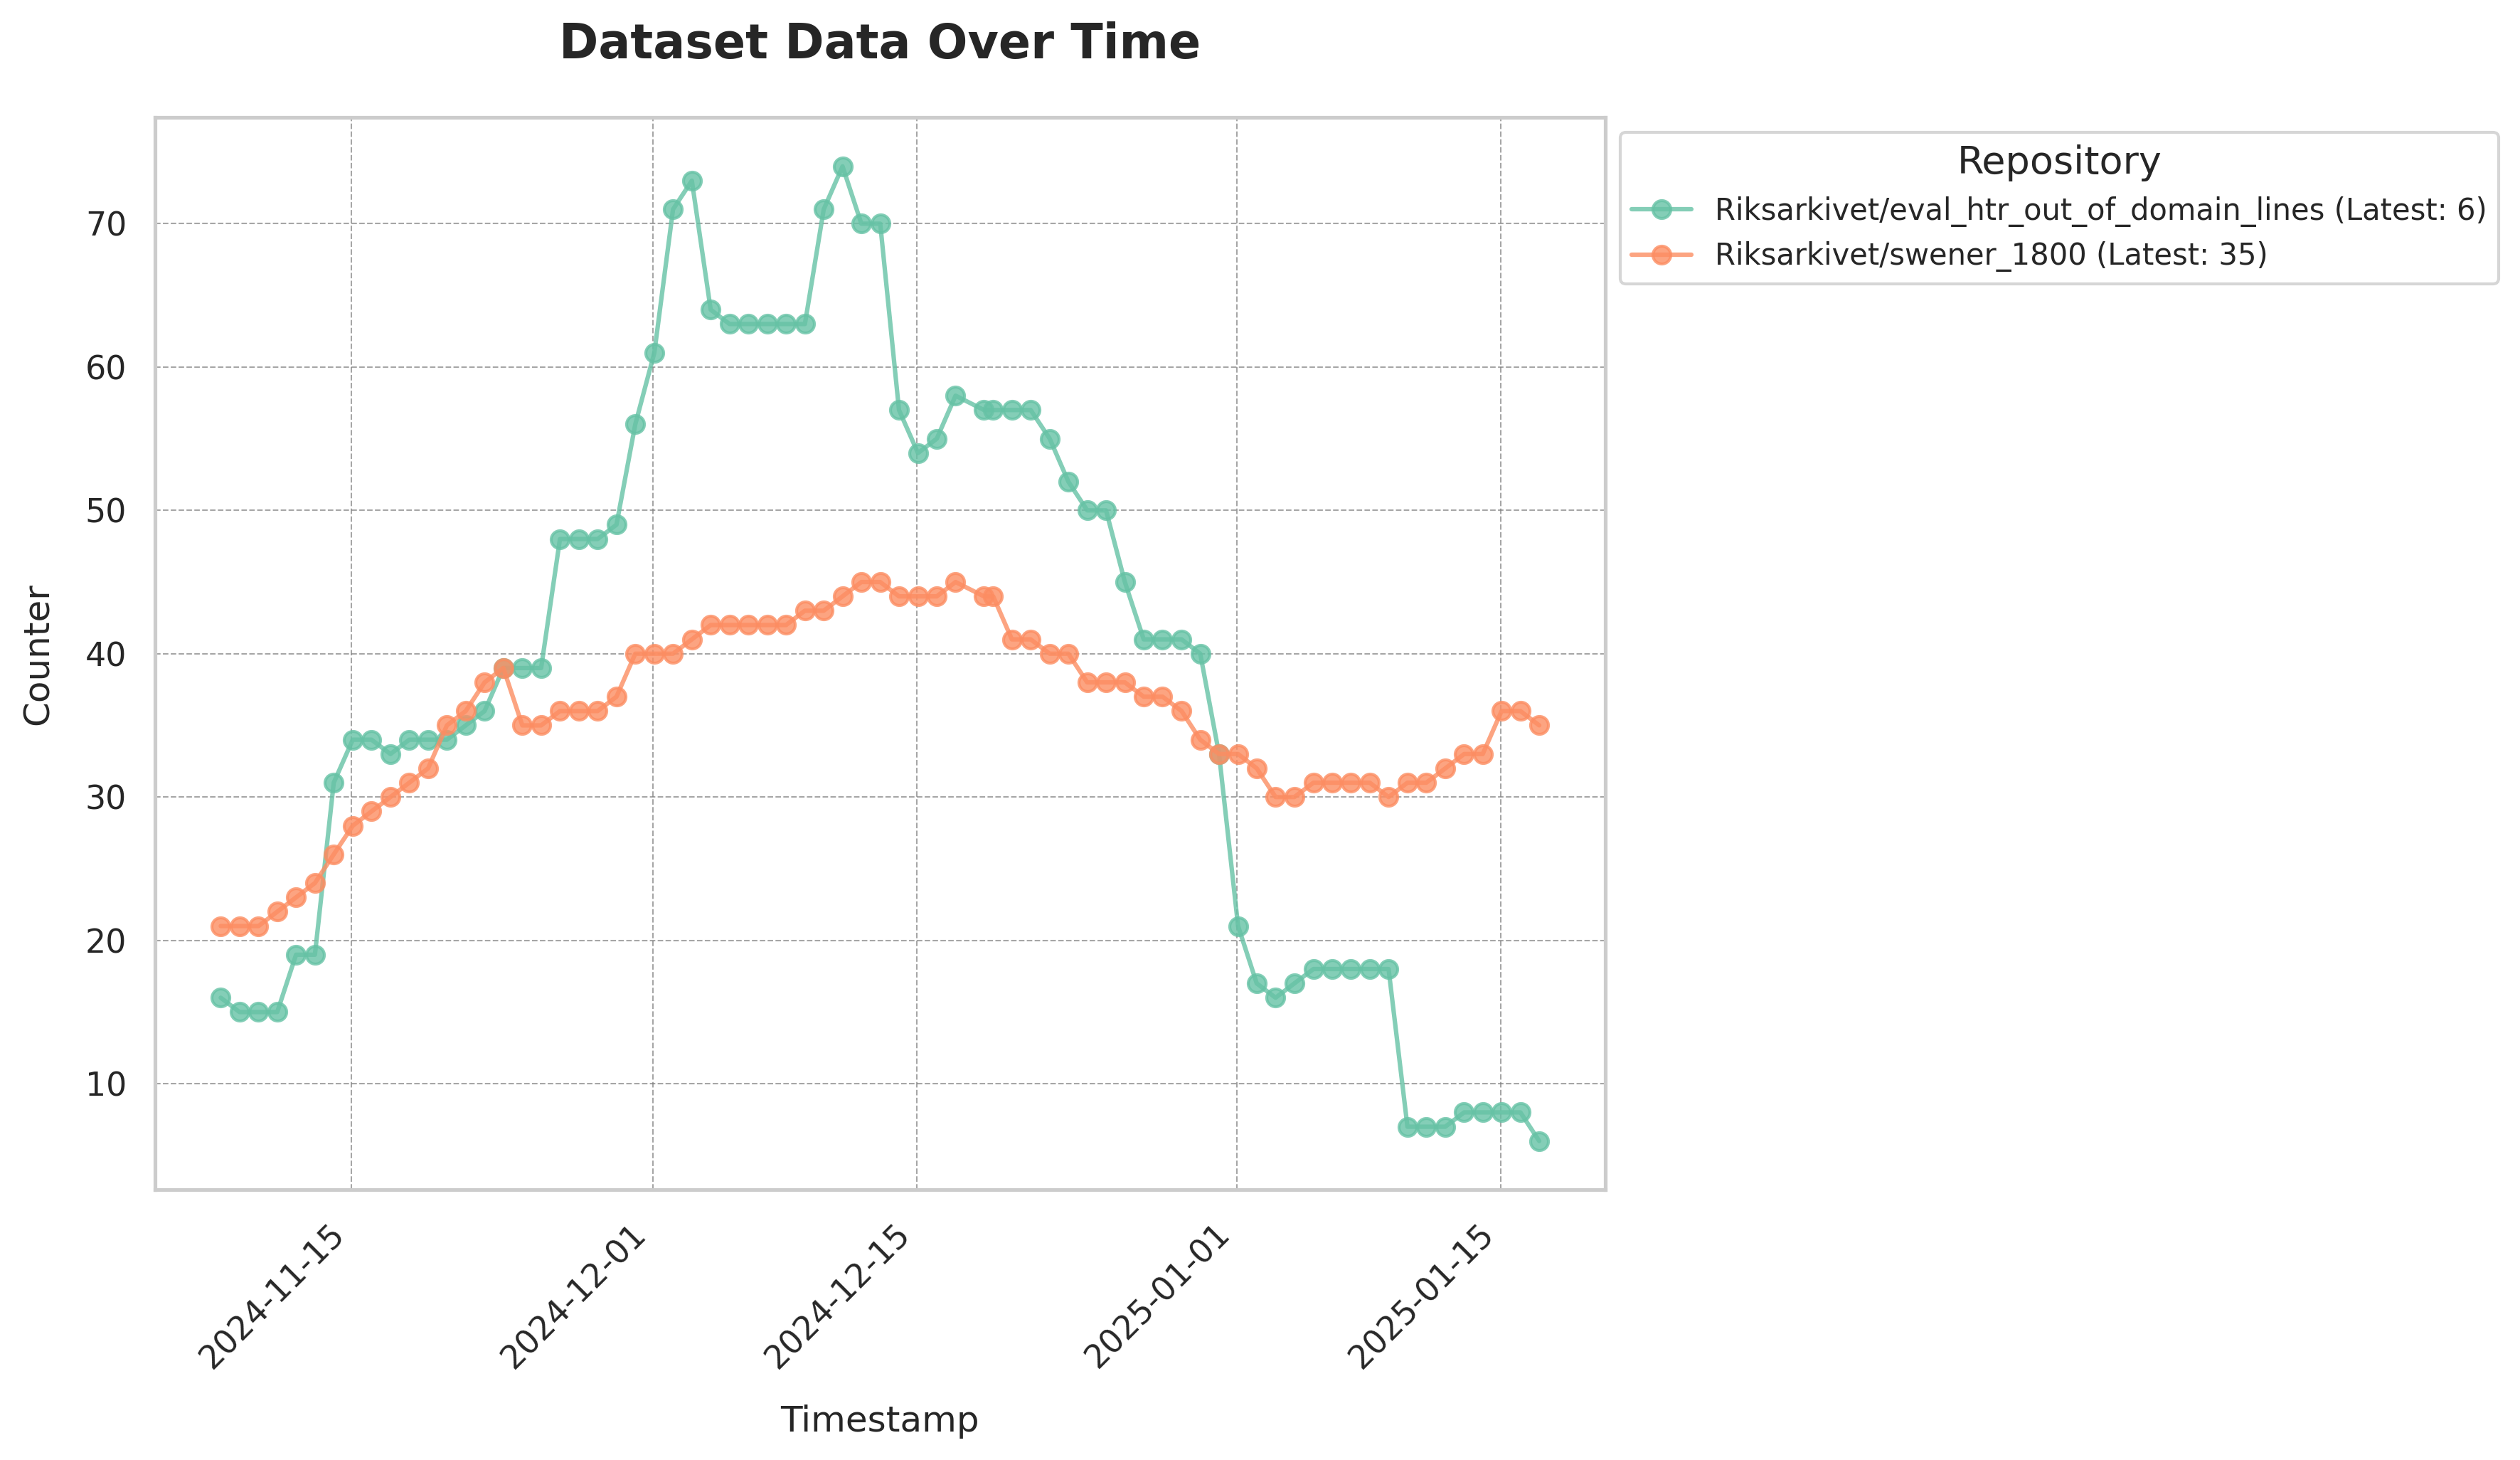 Dataset Data Over Time
Repository
Riksarkivet/eval_htr_out_of_domain_lines (Latest: 6)
Riksarkivet/swener_1800 (Latest: 35)
Counter
70
60
50
40
30
20
10
2024-11-15
2024-12-01
2024-12-15
2025-01-01
2025-01-15
Timestamp